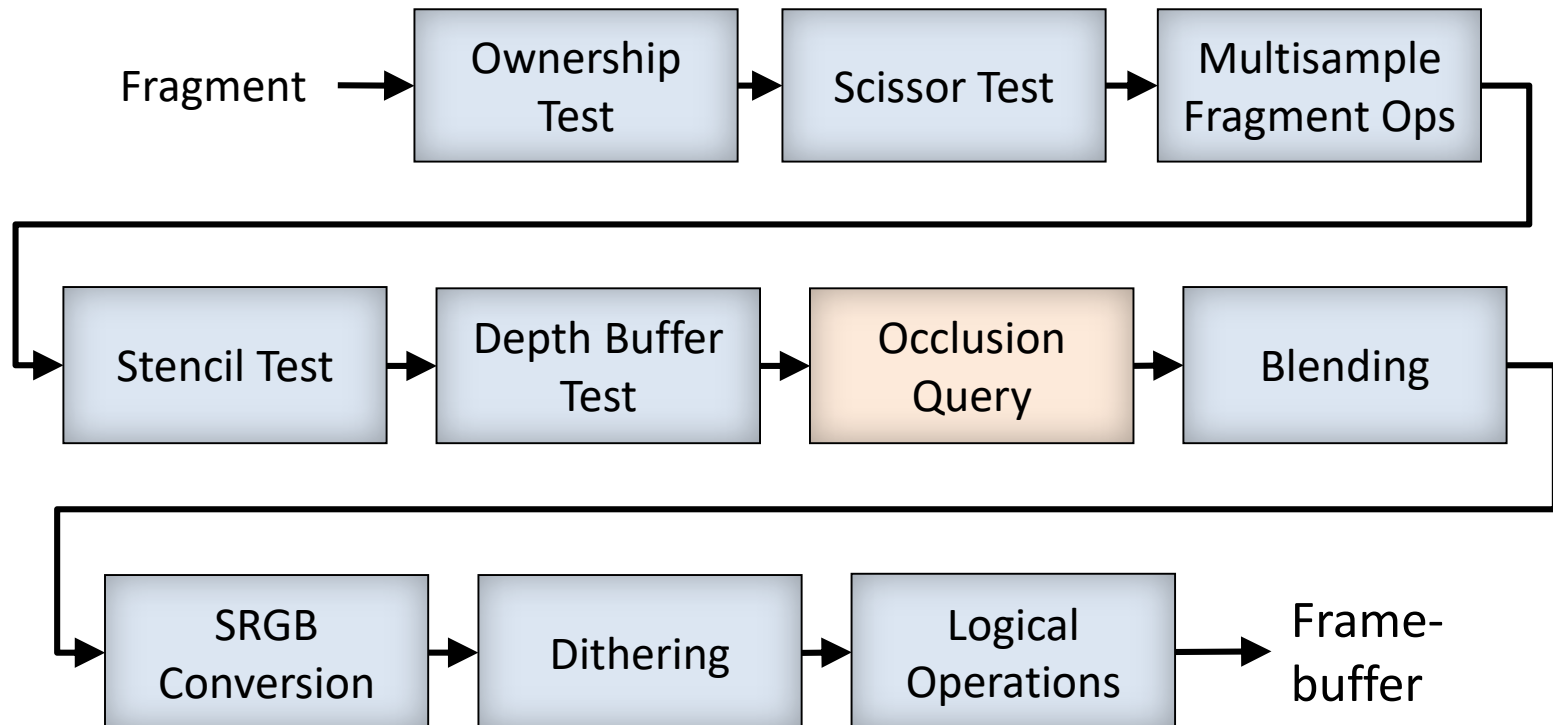 Fragment
Ownership
Test
Scissor Test
Multisample
Fragment Ops
Stencil Test
Depth Buffer
Test
Occlusion
Query
Blending
SRGB
Conversion
Dithering
Logical
Operations
Frame-
buffer